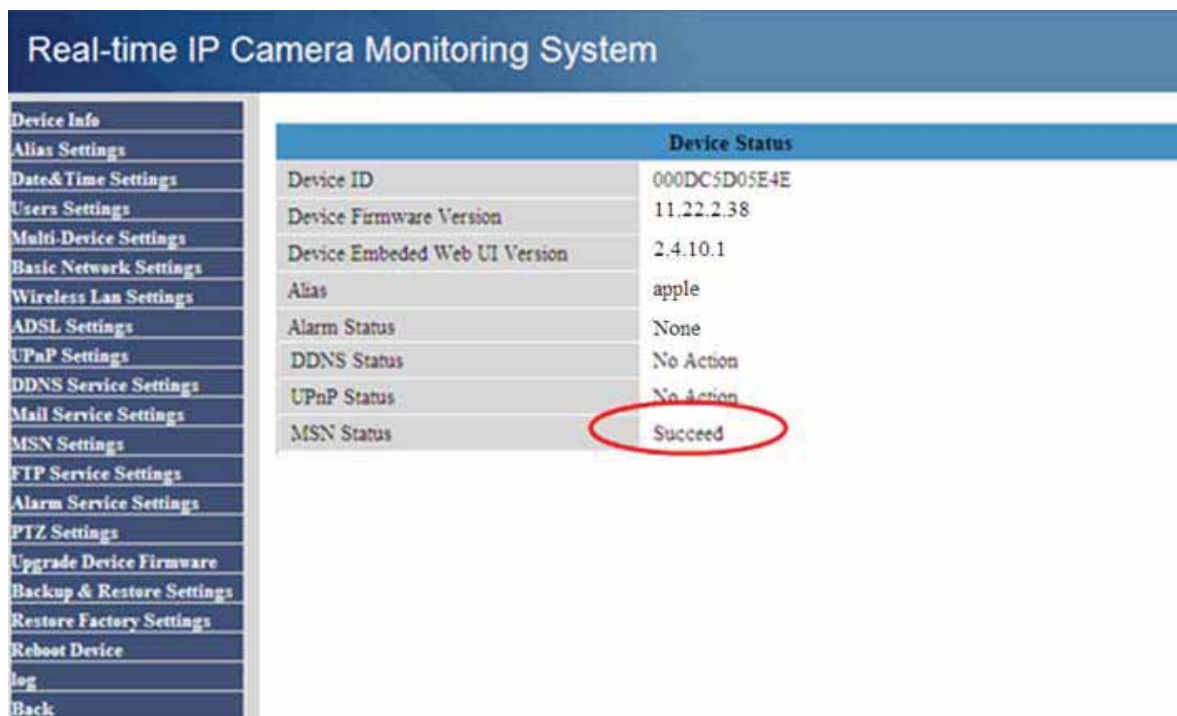 Real-time IP Camera Monitoring System
Device Info
Alias Settings
Date&Time Settings
Users Settings
Multi-Device Settings
Basic Network Settings
Wireless Lan Settings
ADSL Settings
UPnP Settings
DDNS Service Settings
Mail Service Settings
MSN Settings
FTP Service Settings
Alarm Service Settings
PTZ Settings
Upgrade Device Firmware
Backup & Restore Settings
Restore Factory Settings
Reboot Device
log
Back
Device Status
Device ID 000DC5D05E4E
Device Firmware Version 11.22.2.38
Device Embeded Web UI Version 2.4.10.1
Alias apple
Alarm Status None
DDNS Status No Action
UPnP Status No Action
MSN Status Succeed